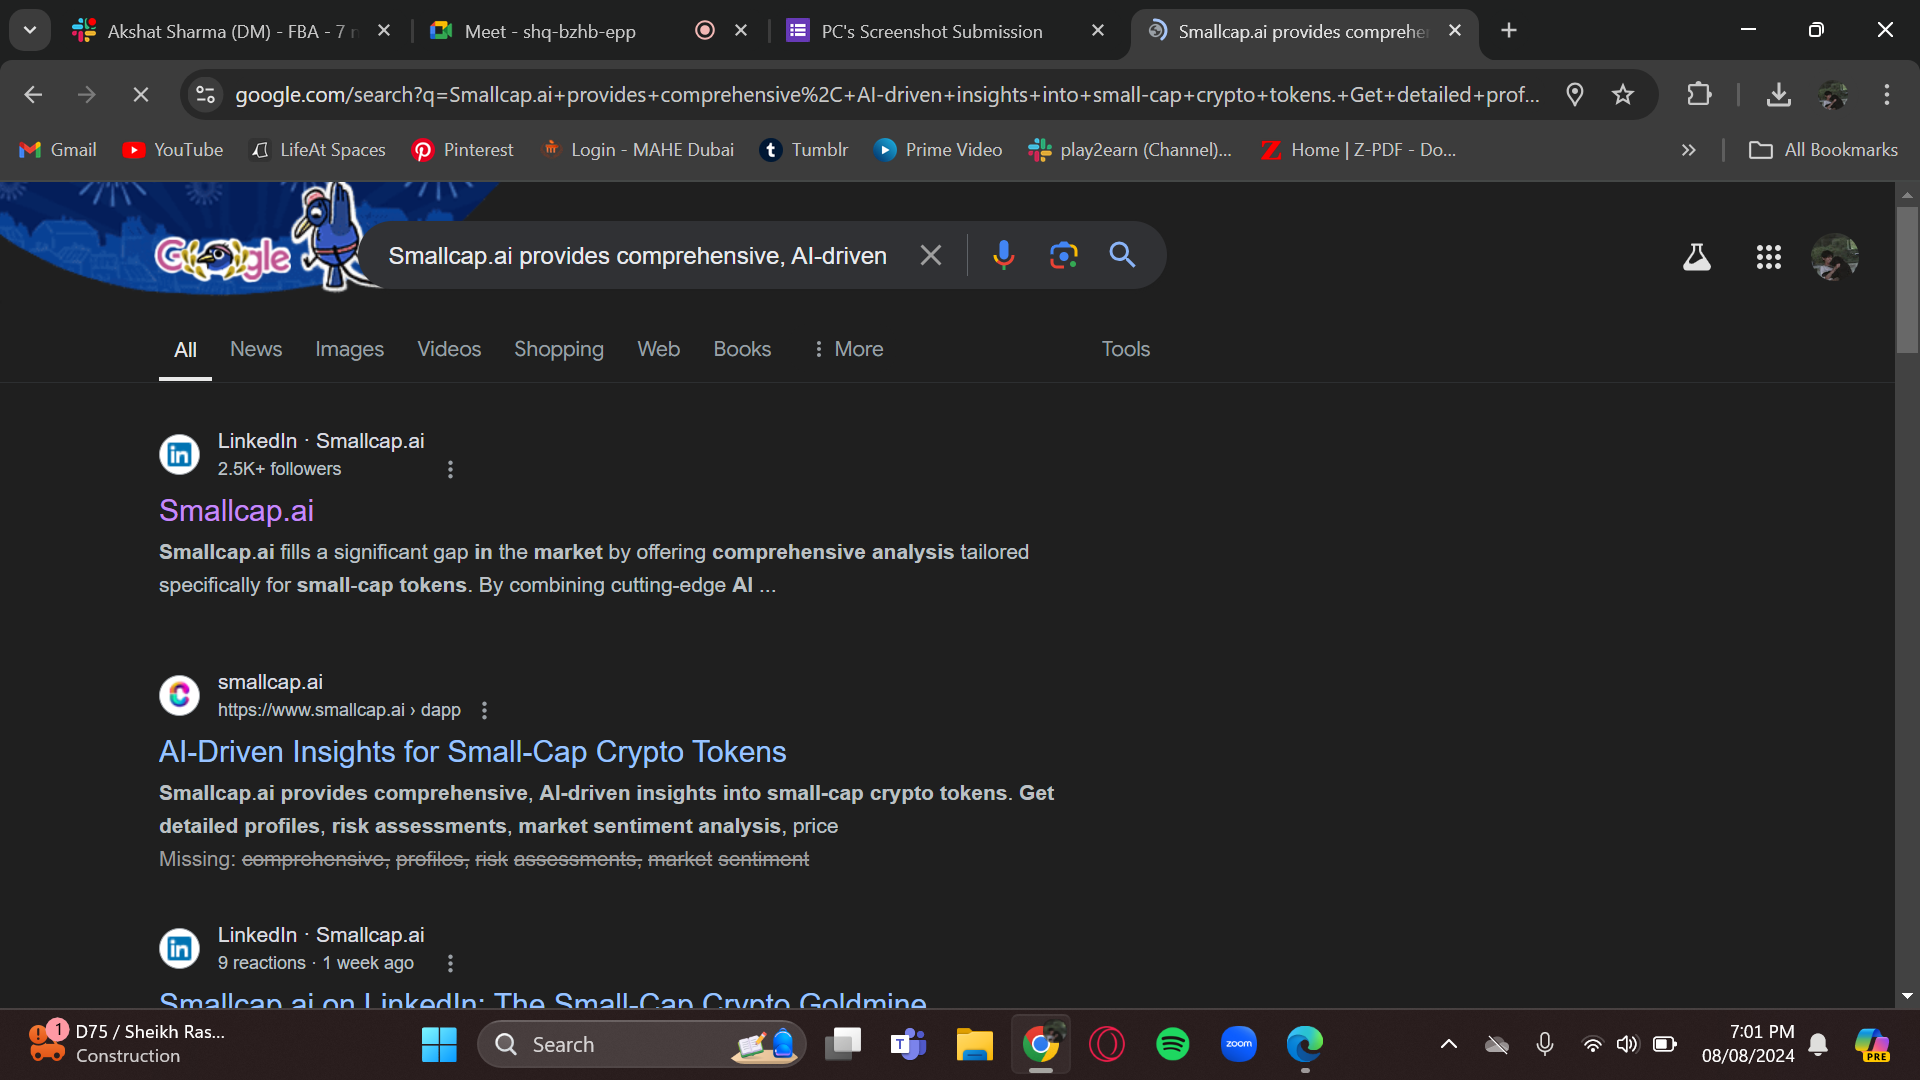 Akshat Sharma (DM) - FBA - 7
Meet - shq-bzhb-epp
PC's Screenshot Submission
Smallcap.ai provides comprehe
google.com/search?q=Smallcap.ai+provides+comprehensive%2C+AI-driven+insights+into+small-cap+crypto+tokens.+Get+detailed+prof...
Gmail
YouTube
LifeAt Spaces
Pinterest
Login - MAHE Dubai
Tumblr
Prime Video
play2earn (Channel)...
Home | Z-PDF - Do...
All Bookmarks
Google
Smallcap.ai provides comprehensive, AI-driven
All
News
Images
Videos
Shopping
Web
Books
More
Tools
LinkedIn · Smallcap.ai
2.5K+ followers
Smallcap.ai
Smallcap.ai fills a significant gap in the market by offering comprehensive analysis tailored
specifically for small-cap tokens. By combining cutting-edge AI ...
smallcap.ai
https://www.smallcap.ai › dapp
AI-Driven Insights for Small-Cap Crypto Tokens
Smallcap.ai provides comprehensive, AI-driven insights into small-cap crypto tokens. Get
detailed profiles, risk assessments, market sentiment analysis, price
Missing: comprehensive, profiles, risk assessments, market sentiment
LinkedIn · Smallcap.ai
9 reactions · 1 week ago
Smallcap.ai on LinkedIn: The Small-Cap Crypto Goldmine
1
D75 / Sheikh Ras...
Construction
Search
zoom
7:01 PM
08/08/2024
PRE